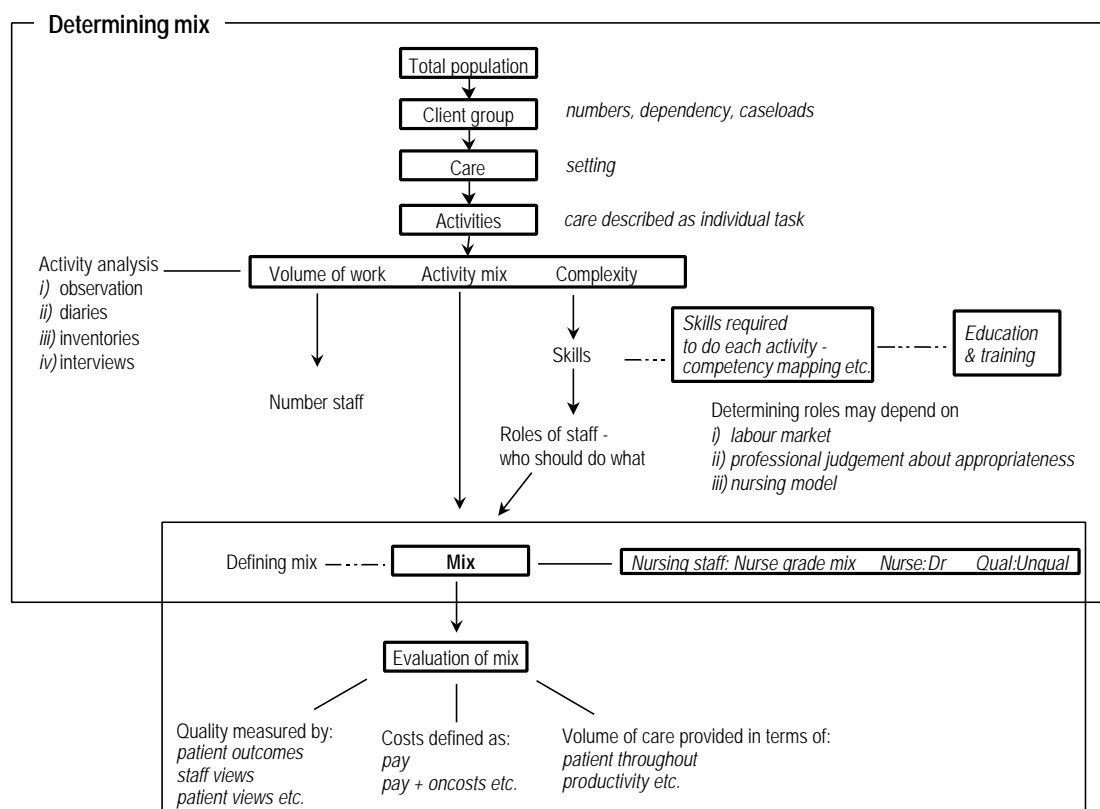 Determining mix
Total population
Client group
numbers, dependency, caseloads
Care
setting
Activities
care described as individual task
Activity analysis
i) observation
ii) diaries
iii) inventories
iv) interviews
Volume of work Activity mix Complexity
Skills required
to do each activity -
competency mapping etc.
Education
& training
Skills
Number staff
Determining roles may depend on
i) labour market
ii) professional judgement about appropriateness
iii) nursing model
Roles of staff -
who should do what
Defining mix
Mix
Nursing staff: Nurse grade mix Nurse:Dr Qual:Unqual
Evaluation of mix
Quality measured by:
patient outcomes
staff views
patient views etc.
Costs defined as:
pay
pay + oncosts etc.
Volume of care provided in terms of:
patient throughout
productivity etc.